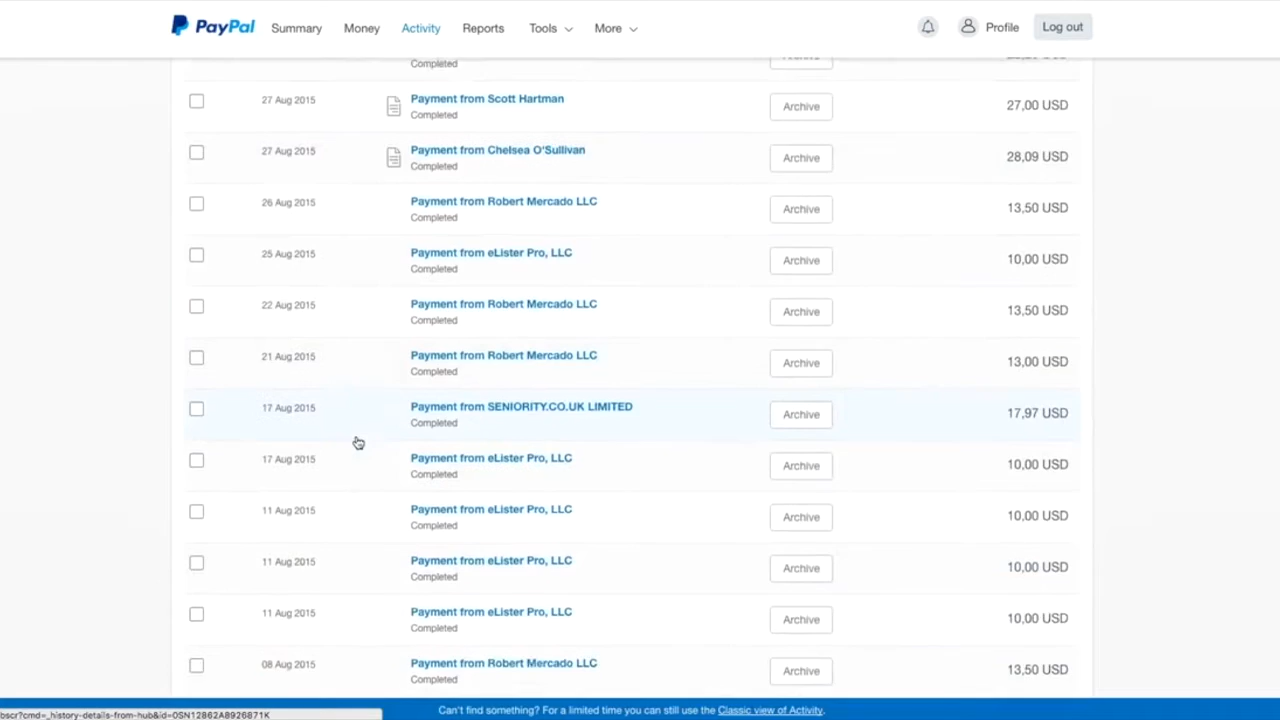 PayPal Summary Money Activity Reports Tools More Profile Log out
Completed
27 Aug 2015 Payment from Scott Hartman Archive 27,00 USD
Completed
27 Aug 2015 Payment from Chelsea O'Sullivan Archive 28,09 USD
Completed
26 Aug 2015 Payment from Robert Mercado LLC Archive 13,50 USD
Completed
25 Aug 2015 Payment from eLister Pro, LLC Archive 10,00 USD
Completed
22 Aug 2015 Payment from Robert Mercado LLC Archive 13,50 USD
Completed
21 Aug 2015 Payment from Robert Mercado LLC Archive 13,00 USD
Completed
17 Aug 2015 Payment from SENIORITY.CO.UK LIMITED Archive 17,97 USD
Completed
17 Aug 2015 Payment from eLister Pro, LLC Archive 10,00 USD
Completed
11 Aug 2015 Payment from eLister Pro, LLC Archive 10,00 USD
Completed
11 Aug 2015 Payment from eLister Pro, LLC Archive 10,00 USD
Completed
11 Aug 2015 Payment from eLister Pro, LLC Archive 10,00 USD
Completed
08 Aug 2015 Payment from Robert Mercado LLC Archive 13,50 USD
Completed
Can't find something? For a limited time you can still use the Classic view of Activity.